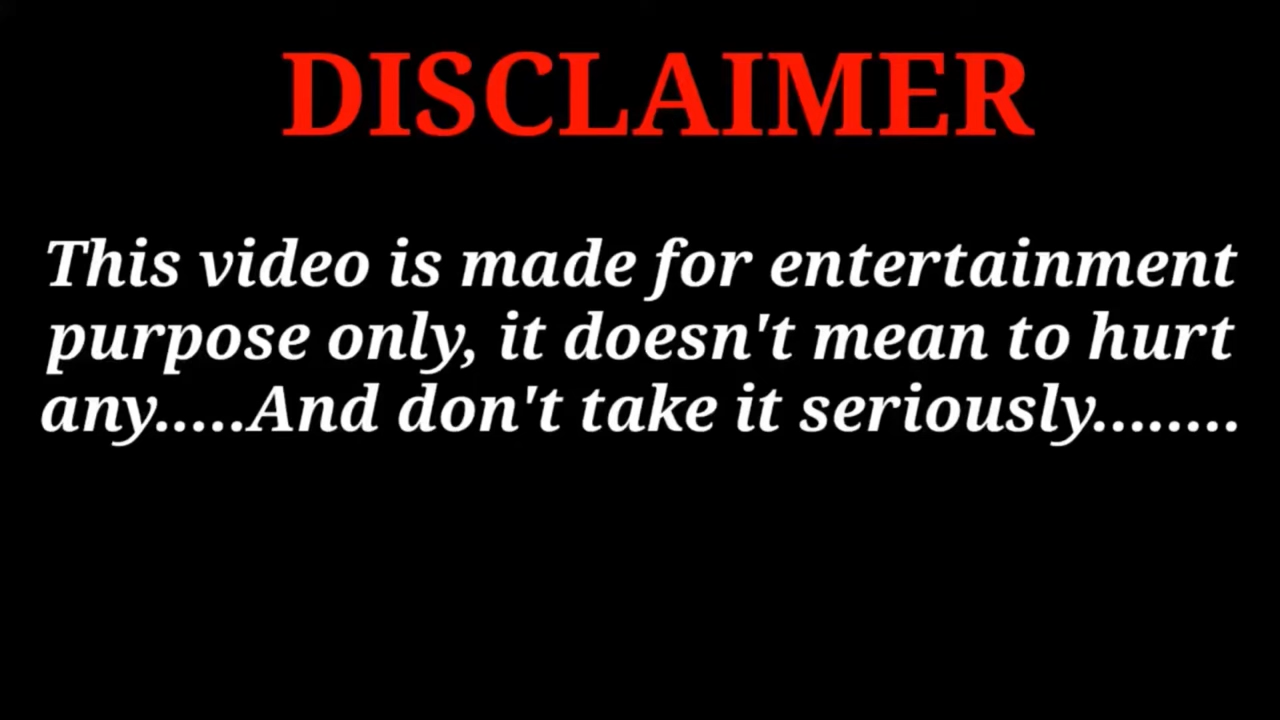 DISCLAIMER
This video is made for entertainment
purpose only, it doesn't mean to hurt
any.....And don't take it seriously........